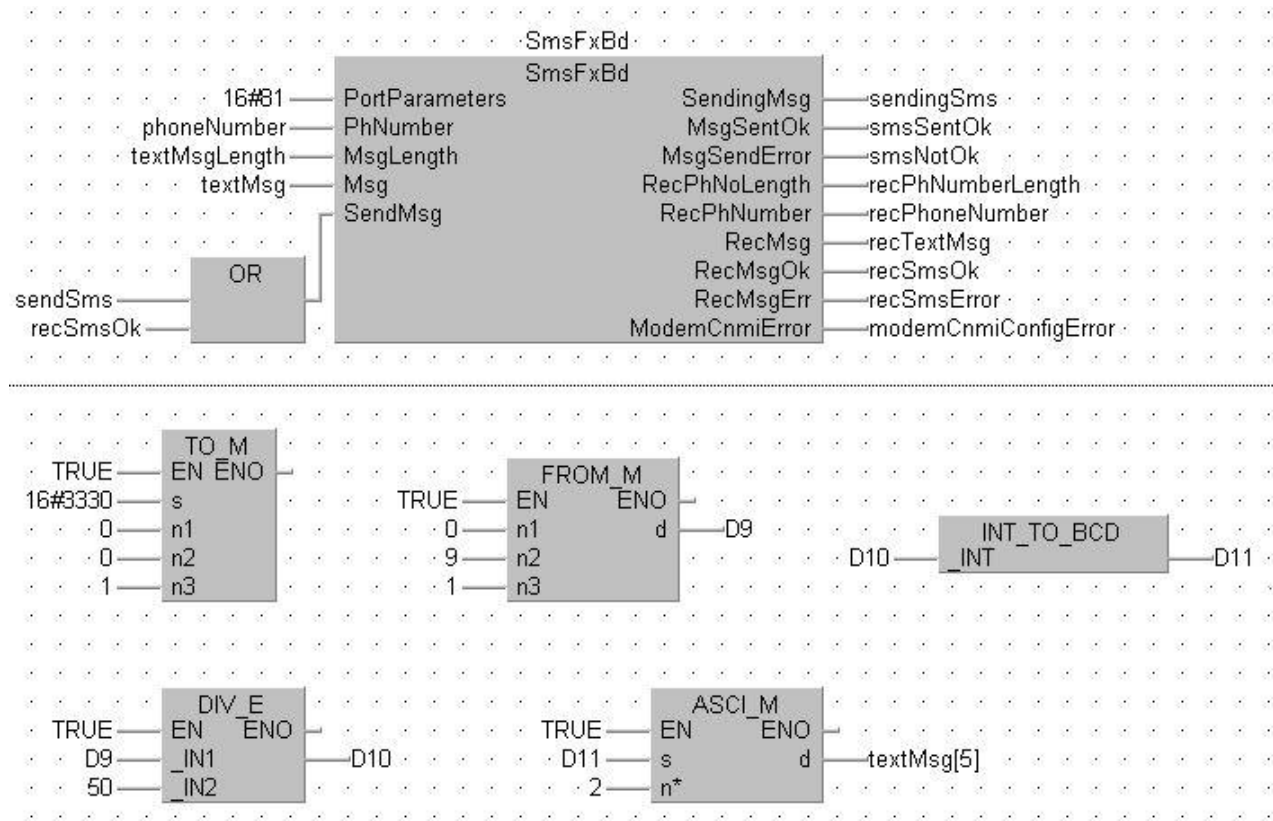 SmsFxBd
SmsFxBd
16#81 PortParameters SendingMsg sendingSms
phoneNumber PhNumber MsgSentOk smsSentOk
textMsgLength MsgLength MsgSendError smsNotOk
textMsg Msg RecPhNoLength recPhNumberLength
SendMsg RecPhNumber recPhoneNumber
RecMsg recTextMsg
OR RecMsgOk recSmsOk
sendSms RecMsgErr recSmsError
recSmsOk ModemCnmiError modemCnmiConfigError
TO_M
TRUE EN ENO
16#3330 s
0 n1
0 n2
1 n3
FROM_M
TRUE EN ENO
0 n1 d D9
9 n2
1 n3
INT_TO_BCD
D10 _INT D11
DIV_E
TRUE EN ENO
D9 _IN1 D10
50 _IN2
ASCI_M
TRUE EN ENO
D11 s d textMsg[5]
2 n*